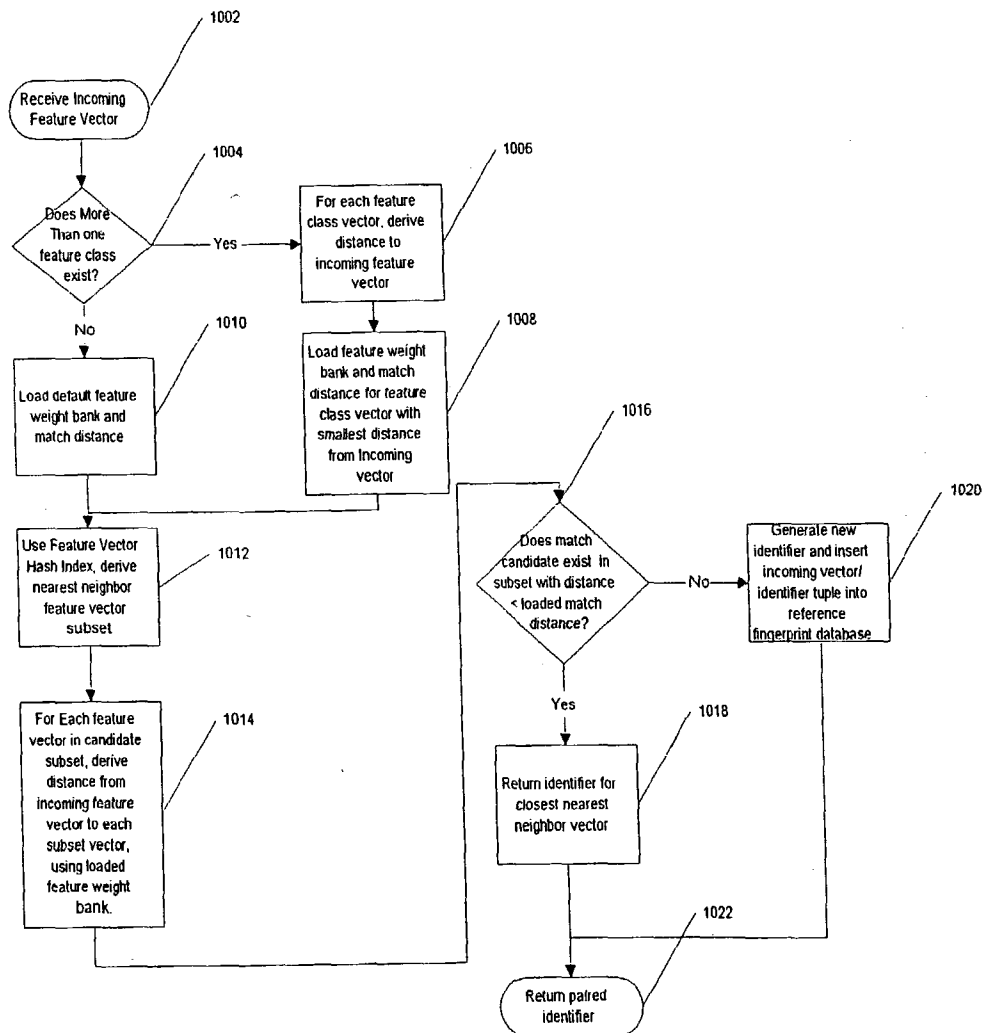 1002
Receive Incoming
Feature Vector
1004
Does More
Than one
feature class
exist?
Yes
No
1006
For each feature
class vector, derive
distance to
incoming feature
vector
1008
Load feature weight
bank and match
distance for feature
class vector with
smallest distance
from Incoming
vector
1010
Load default feature
weight bank and
match distance
1012
Use Feature Vector
Hash Index, derive
nearest neighbor
feature vector
subset
1014
For Each feature
vector in candidate
subset, derive
distance from
incoming feature
vector to each
subset vector,
using loaded
feature weight
bank.
1016
Does match
candidate exist in
subset with distance
< loaded match
distance?
No
Yes
1020
Generate new
identifier and insert
incoming vector/
identifier tuple into
reference
fingerprint database
1018
Return identifier for
closest nearest
neighbor vector
1022
Return paired
identifier